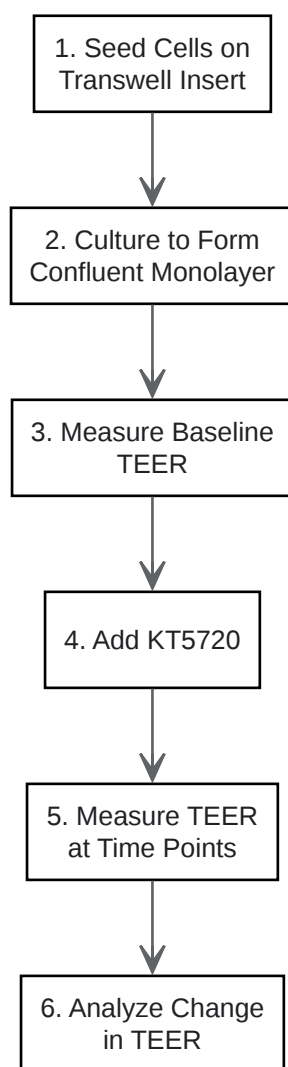 1. Seed Cells on
Transwell Insert
2. Culture to Form
Confluent Monolayer
3. Measure Baseline
TEER
4. Add KT5720
5. Measure TEER
at Time Points
6. Analyze Change
in TEER